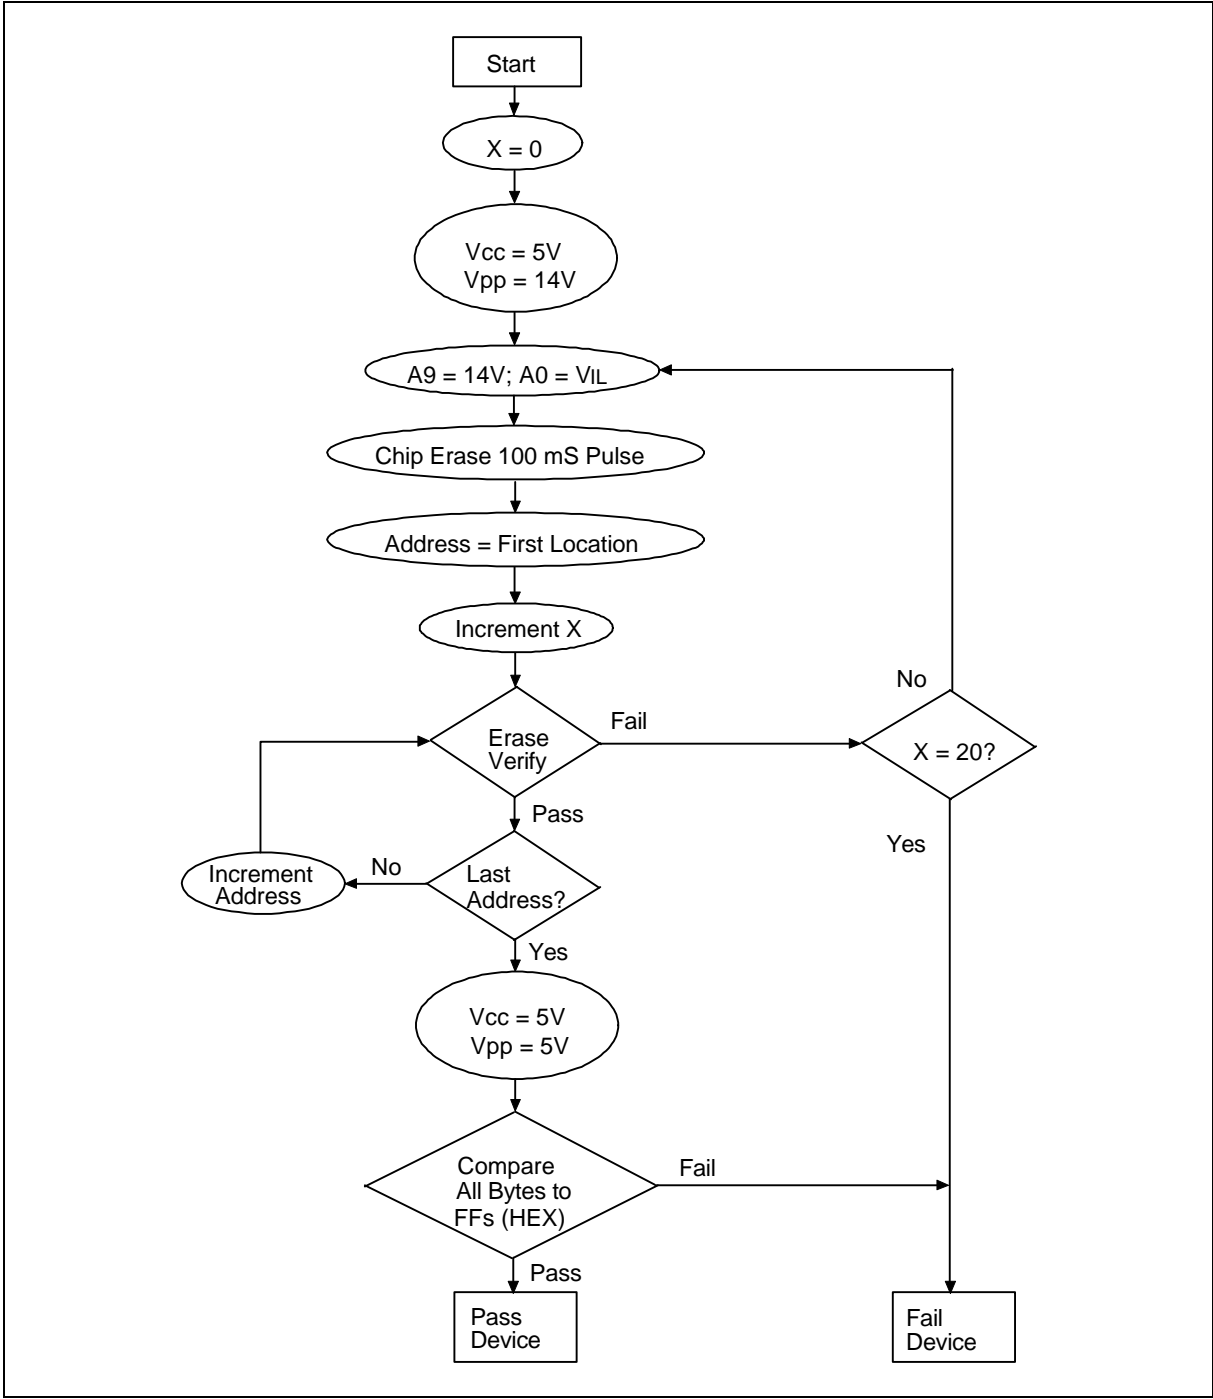 Start
X = 0
Vcc = 5V
Vpp = 14V
A9 = 14V; A0 = VIL
Chip Erase 100 mS Pulse
Address = First Location
Increment X
No
Fail
Erase
Verify
X = 20?
Pass
Yes
No
Increment
Address
Last
Address?
Yes
Vcc = 5V
Vpp = 5V
Compare
All Bytes to
FFs (HEX)
Fail
Pass
Pass
Device
Fail
Device